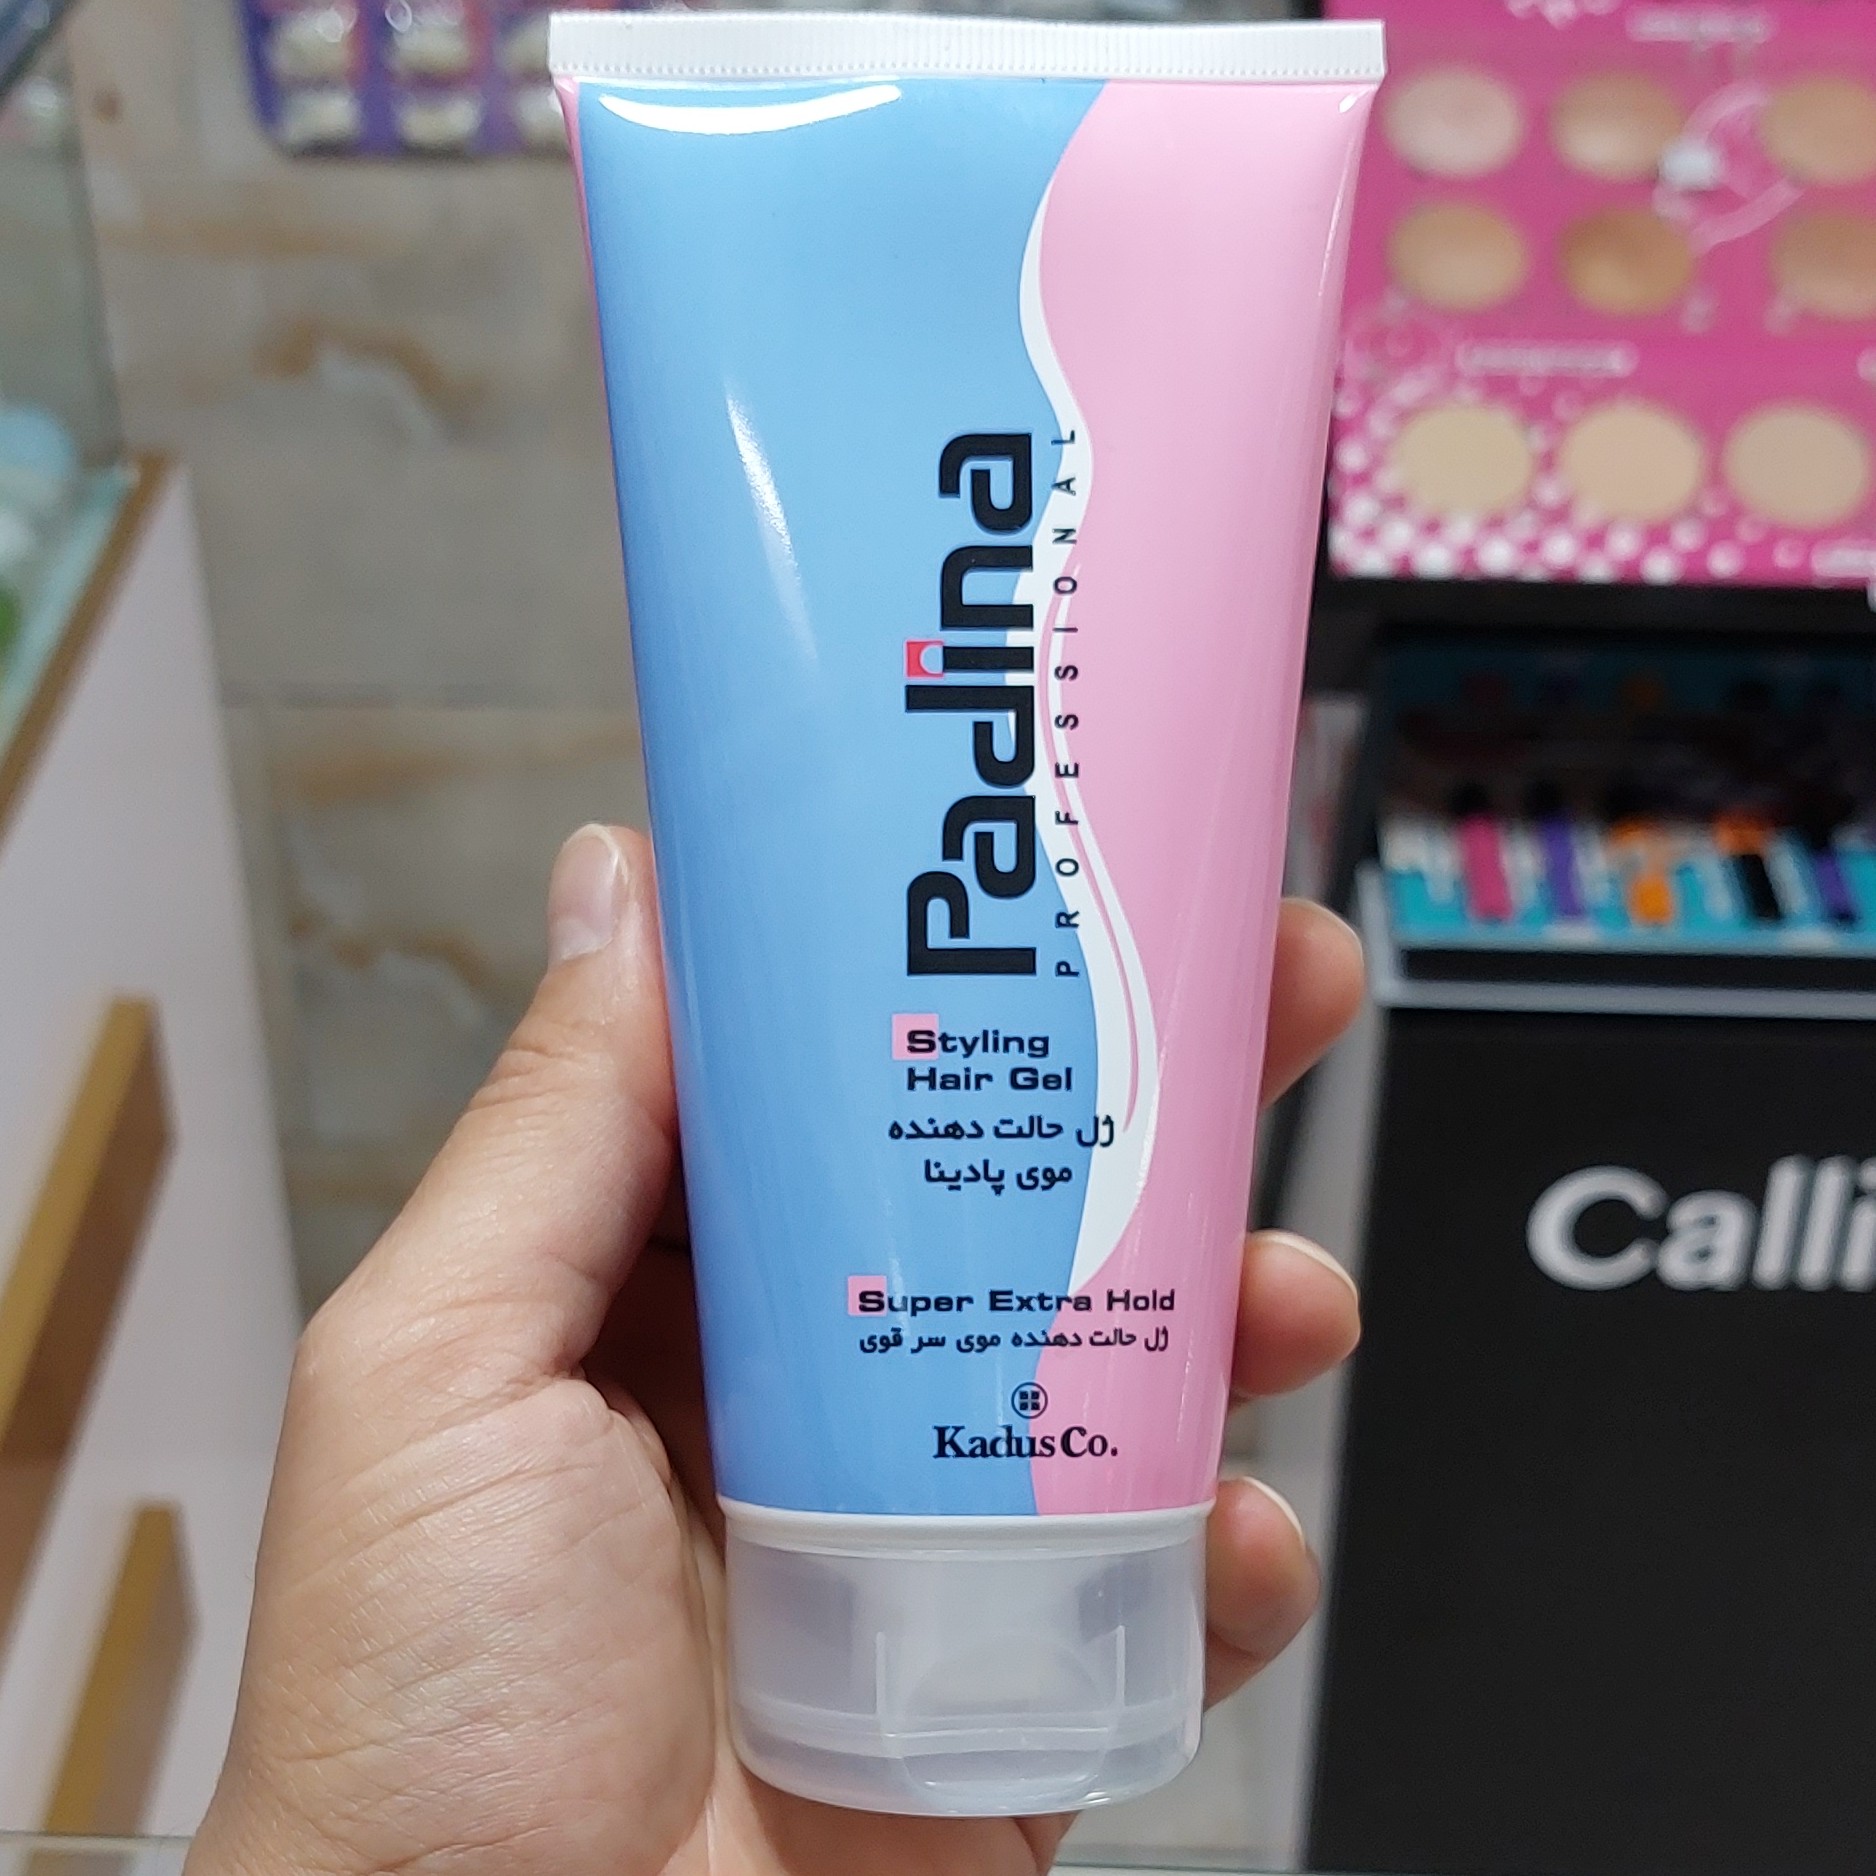 Padina
PROFESSIONAL
Styling
Hair Gel
ژل حالت دهنده
موی پادینا
Super Extra Hold
ژل حالت دهنده موی سر قوی
Kadus Co.
Calli